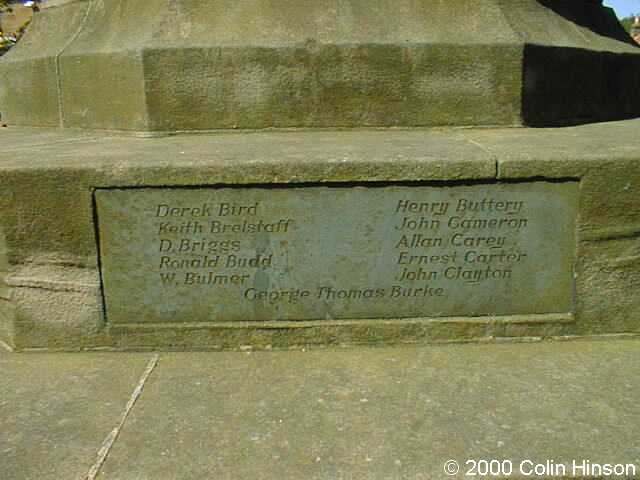 Derek Bird
Keith Brelstaff
D. Briggs
Ronald Budd
W. Bulmer
Henry Buttery
John Cameron
Allan Carey
Ernest Carter
John Clayton
George Thomas Burke
© 2000 Colin Hinson